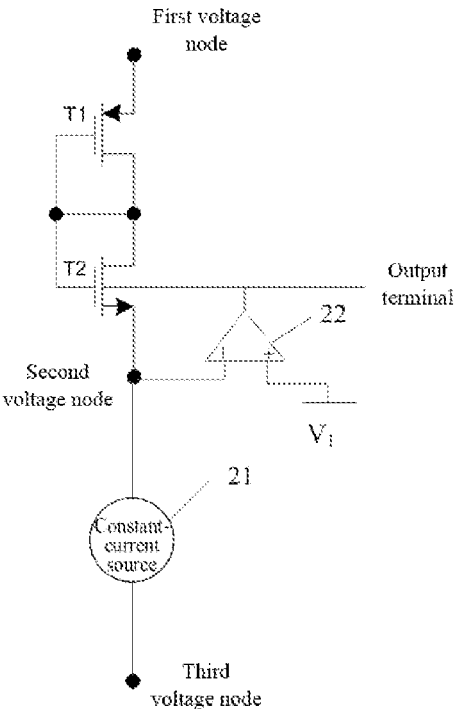 First voltage
node
T1
T2
Output
terminal
22
Second
voltage node
V1
21
Constant-
current
source
Third
voltage node